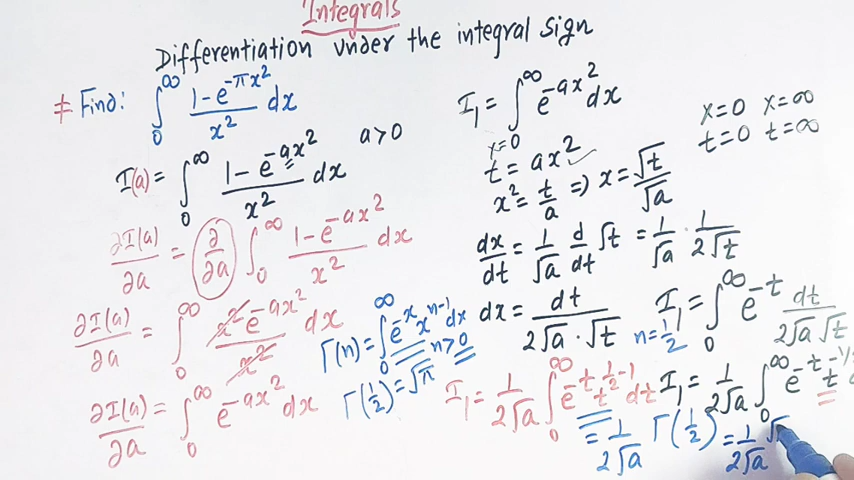 Integrals
Differentiation under the integral sign
≠ Find: ∫₀^∞ (1-e^{-πx²})/x² dx
I(a) = ∫₀^∞ (1-e^{-ax²})/x² dx a>0
∂I(a)/∂a = ∂/∂a ∫₀^∞ (1-e^{-ax²})/x² dx
∂I(a)/∂a = ∫₀^∞ x²e^{-ax²}/x² dx
∂I(a)/∂a = ∫₀^∞ e^{-ax²} dx
Γ(n) = ∫₀^∞ e^{-x} x^{n-1} dx
n>0
Γ(1/2) = √π
I₁ = ∫_{x=0}^∞ e^{-ax²} dx
x=0 x=∞
t=0 t=∞
t = ax² ✓
x² = t/a ⇒ x = √t/√a
dx/dt = 1/√a d/dt √t = 1/√a · 1/2√t
dx = dt/(2√a·√t)
I₁ = ∫₀^∞ e^{-t} dt/(2√a √t)
n=1/2
I₁ = 1/2√a ∫₀^∞ e^{-t} t^{-1/2
I₁ = 1/2√a ∫₀^∞ e^{-t} t^{1/2-1} dt
= 1/2√a Γ(1/2) = 1/2√a √